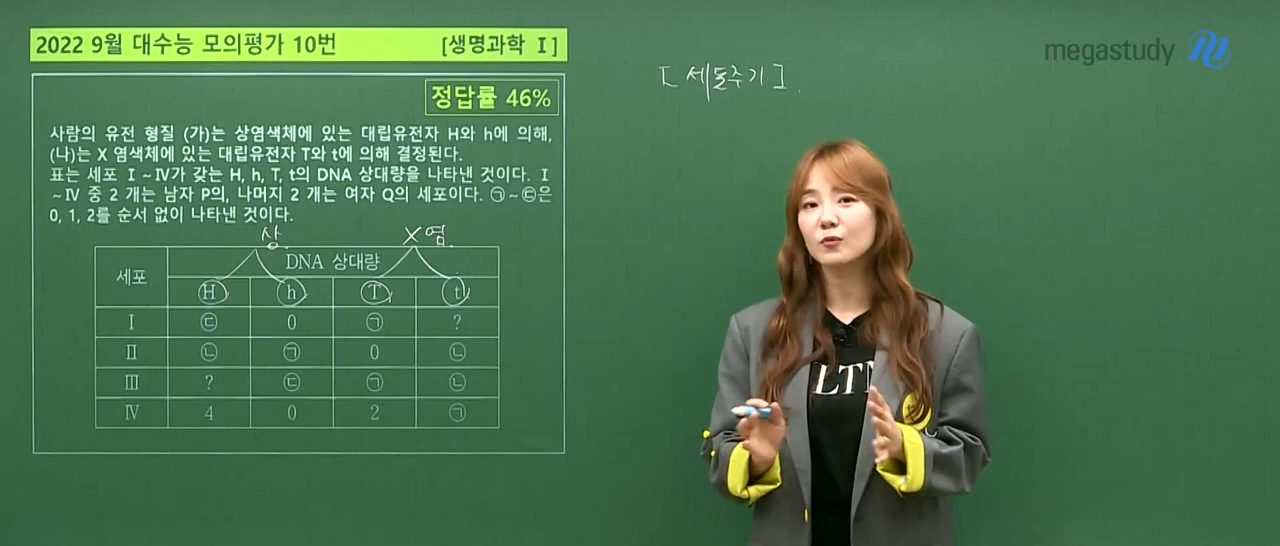 2022 9월 대수능 모의평가 10번 [생명과학 Ⅰ]
megastudy
[세포주기]
정답률 46%
사람의 유전 형질 (가)는 상염색체에 있는 대립유전자 H와 h에 의해,
(나)는 X 염색체에 있는 대립유전자 T와 t에 의해 결정된다.
표는 세포 Ⅰ~Ⅳ가 갖는 H, h, T, t의 DNA 상대량을 나타낸 것이다. Ⅰ
~Ⅳ 중 2 개는 남자 P의, 나머지 2 개는 여자 Q의 세포이다. ㉠~㉢은
0, 1, 2를 순서 없이 나타낸 것이다.
상 X염
세포 DNA 상대량
H h T t
Ⅰ ㉢ 0 ㉠ ?
Ⅱ ㉡ ㉠ 0 ㉡
Ⅲ ? ㉢ ㉠ ㉡
Ⅳ 4 0 2 ㉠
LTN